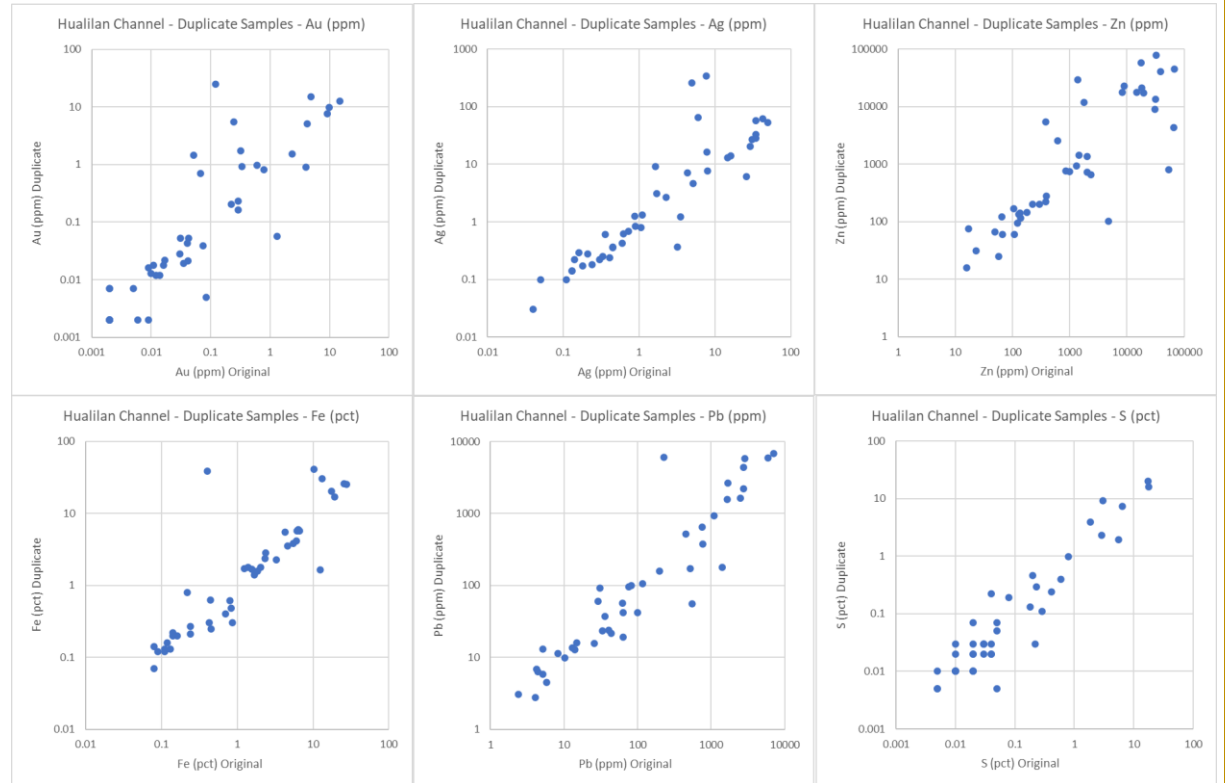 Hualilan Channel - Duplicate Samples - Au (ppm)
Au (ppm) Duplicate
100
10
1
0.1
0.01
0.001
0.001 0.01 0.1 1 10 100
Au (ppm) Original
Hualilan Channel - Duplicate Samples - Ag (ppm)
Ag (ppm) Duplicate
1000
100
10
1
0.1
0.01
0.01 0.1 1 10 100
Ag (ppm) Original
Hualilan Channel - Duplicate Samples - Zn (ppm)
Zn (ppm) Duplicate
100000
10000
1000
100
10
1
1 10 100 1000 10000 100000
Zn (ppm) Original
Hualilan Channel - Duplicate Samples - Fe (pct)
Fe (pct) Duplicate
100
10
1
0.1
0.01
0.01 0.1 1 10 100
Fe (pct) Original
Hualilan Channel - Duplicate Samples - Pb (ppm)
Pb (ppm) Duplicate
10000
1000
100
10
1
1 10 100 1000 10000
Pb (ppm) Original
Hualilan Channel - Duplicate Samples - S (pct)
S (pct) Duplicate
100
10
1
0.1
0.01
0.001
0.001 0.01 0.1 1 10 100
S (pct) Original